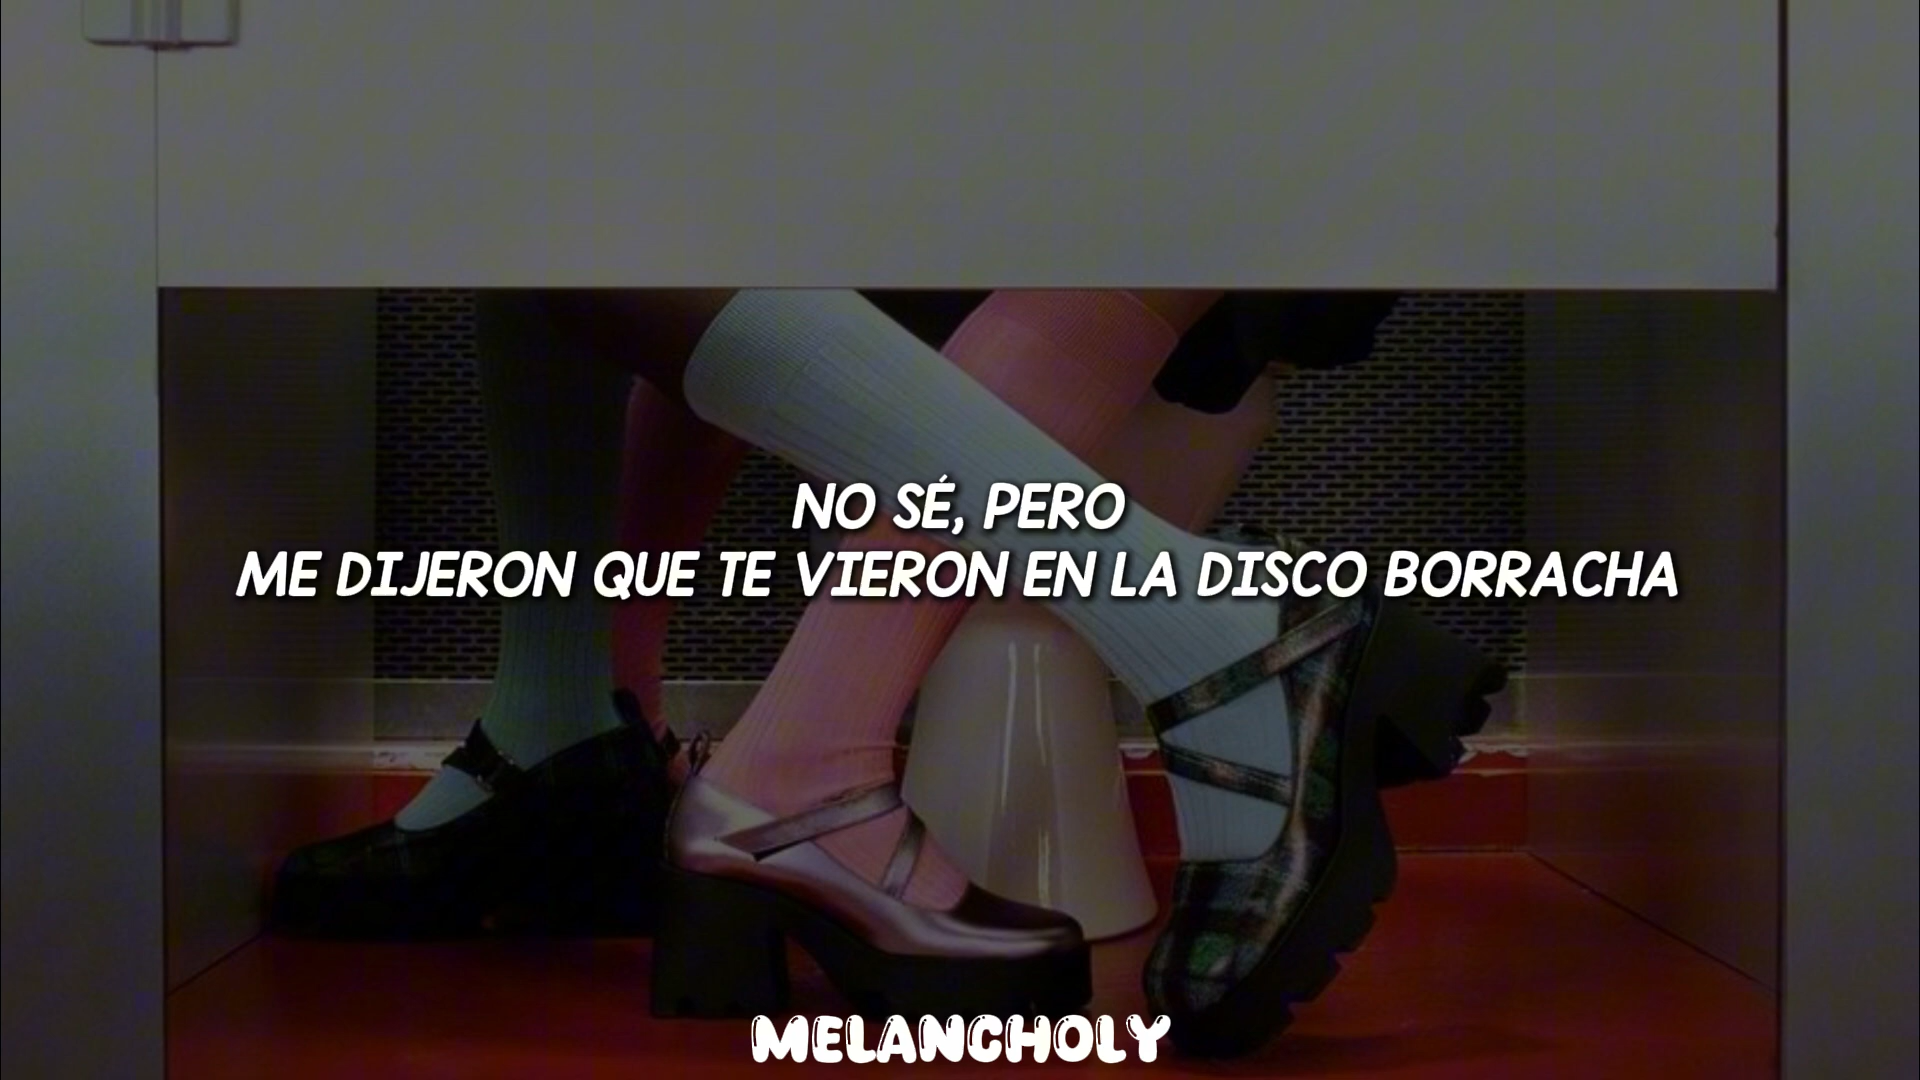 NO SÉ, PERO
ME DIJERON QUE TE VIERON EN LA DISCO BORRACHA
MELANCHOLY